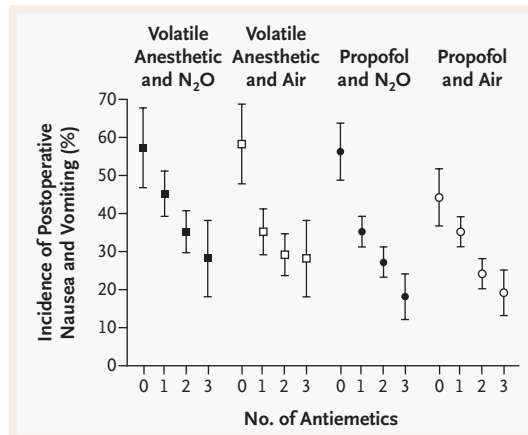 Volatile Anesthetic and N₂O
Volatile Anesthetic and Air
Propofol and N₂O
Propofol and Air
Incidence of Postoperative
Nausea and Vomiting (%)
70
60
50
40
30
20
10
0
0 1 2 3 0 1 2 3 0 1 2 3 0 1 2 3
No. of Antiemetics